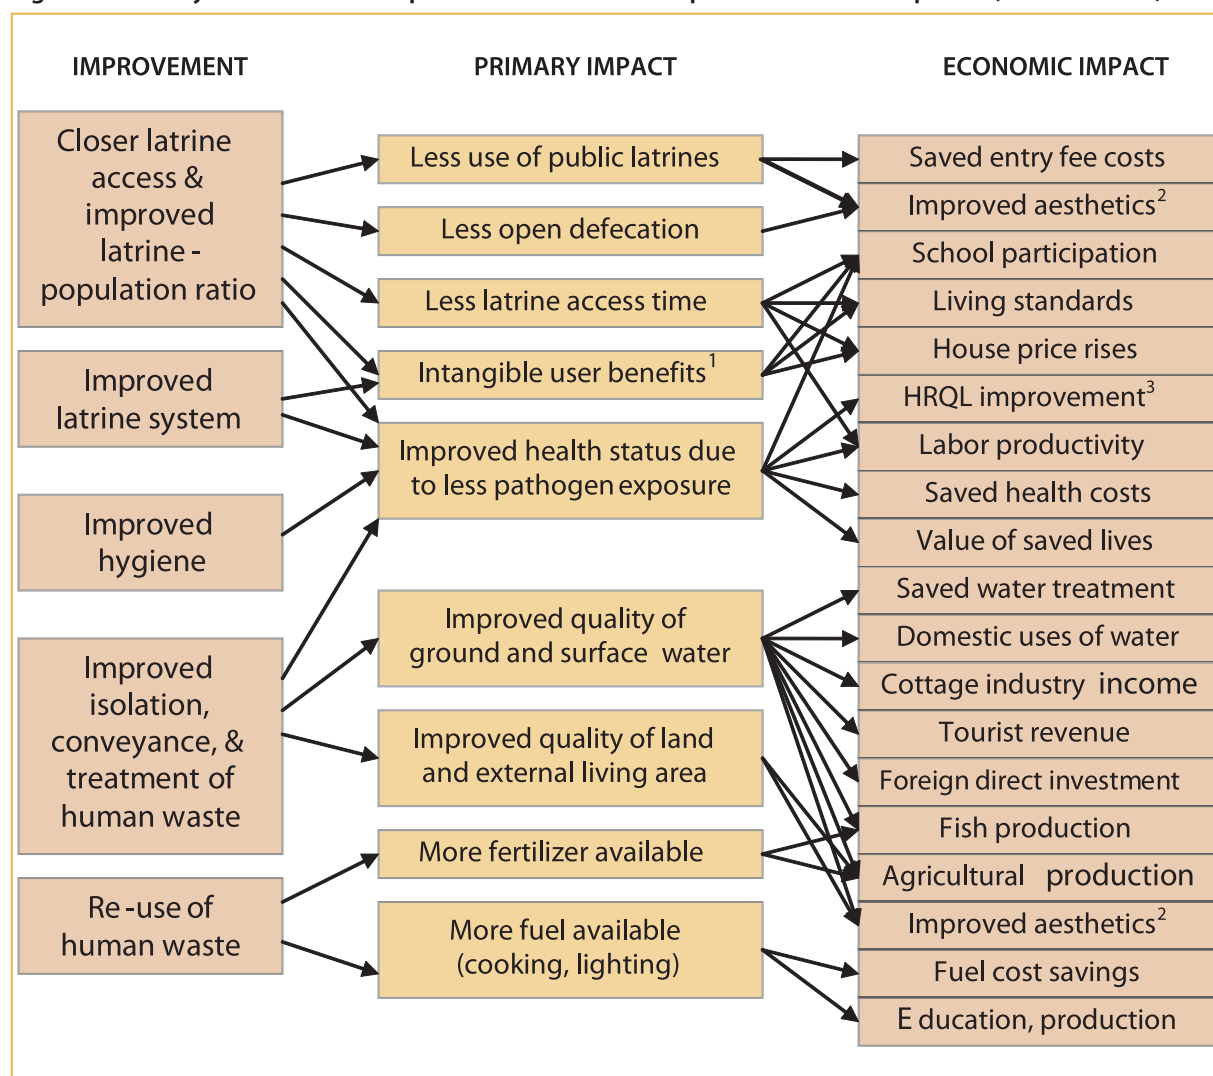 IMPROVEMENT
PRIMARY IMPACT
ECONOMIC IMPACT
Closer latrine
access &
improved
latrine -
population ratio
Improved
latrine system
Improved
hygiene
Improved
isolation,
conveyance, &
treatment of
human waste
Re -use of
human waste
Less use of public latrines
Less open defecation
Less latrine access time
Intangible user benefits1
Improved health status due
to less pathogen exposure
Improved quality of
ground and surface water
Improved quality of land
and external living area
More fertilizer available
More fuel available
(cooking, lighting)
Saved entry fee costs
Improved aesthetics2
School participation
Living standards
House price rises
HRQL improvement3
Labor productivity
Saved health costs
Value of saved lives
Saved water treatment
Domestic uses of water
Cottage industry income
Tourist revenue
Foreign direct investment
Fish production
Agricultural production
Improved aesthetics2
Fuel cost savings
E ducation, production